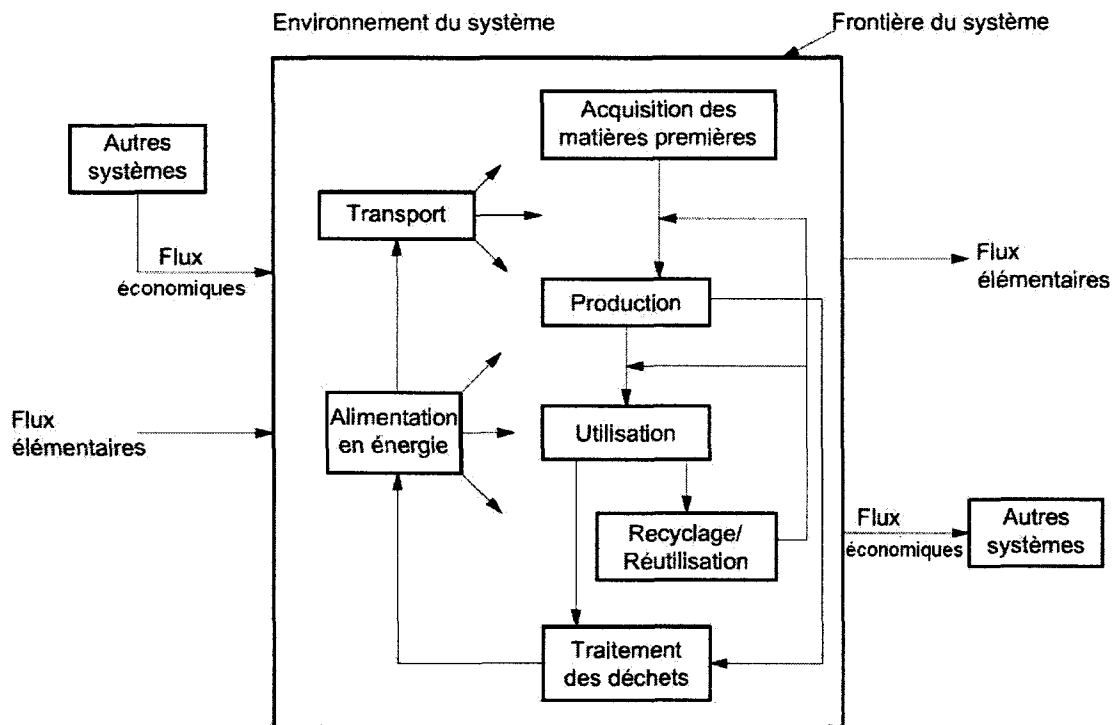 Environnement du système
Frontière du système
Acquisition des
matières premières
Autres
systèmes
Transport
Flux
économiques
Flux
élémentaires
Production
Flux
élémentaires
Alimentation
en énergie
Utilisation
Recyclage/
Réutilisation
Flux
économiques
Autres
systèmes
Traitement
des déchets